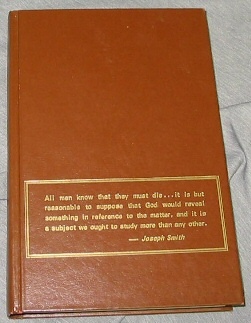 All men know that they must die...it is but
reasonable to suppose that God would reveal
something in reference to the matter, and it is
a subject we ought to study more than any other.
— Joseph Smith